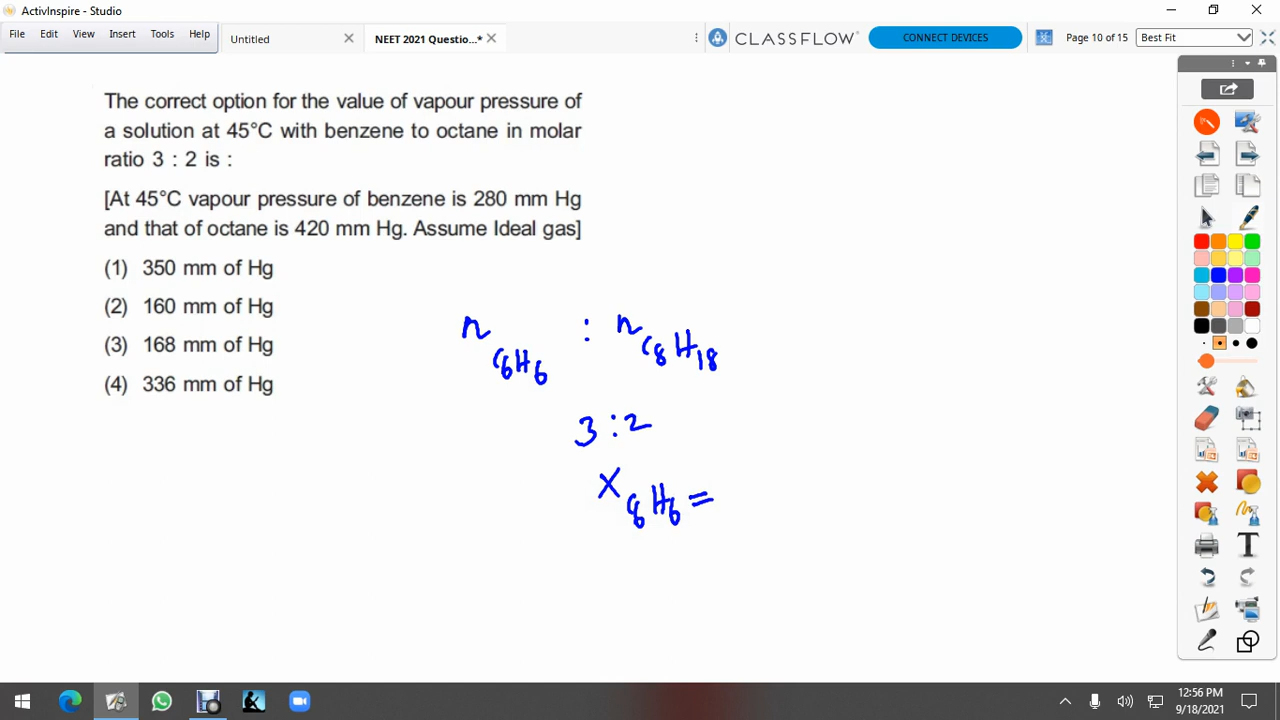 ActivInspire - Studio
File Edit View Insert Tools Help
Untitled
NEET 2021 Questio...*
CLASSFLOW
CONNECT DEVICES
Page 10 of 15
Best Fit
The correct option for the value of vapour pressure of
a solution at 45°C with benzene to octane in molar
ratio 3 : 2 is :
[At 45°C vapour pressure of benzene is 280 mm Hg
and that of octane is 420 mm Hg. Assume Ideal gas]
(1) 350 mm of Hg
(2) 160 mm of Hg
(3) 168 mm of Hg
(4) 336 mm of Hg
n C6H6 : n C8H18
3 : 2
X C6H6 =
12:56 PM
9/18/2021